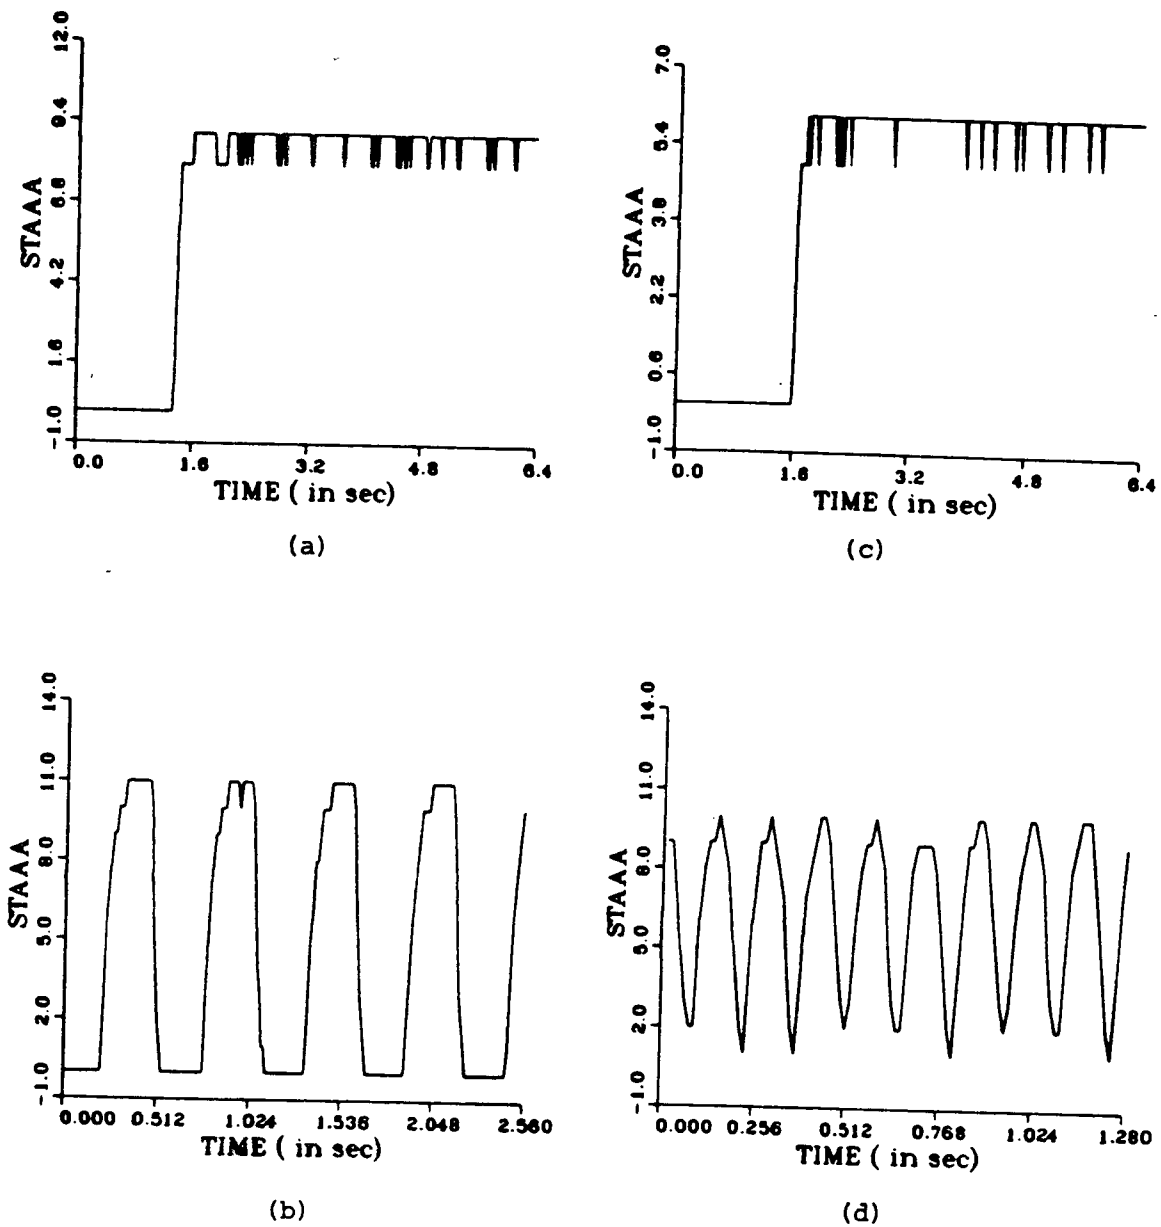 12.0
9.4
6.8
4.2
1.6
-1.0
STAAA
0.0 1.6 3.2 4.8 6.4
TIME ( in sec)
(a)
7.0
5.4
3.8
2.2
0.6
-1.0
STAAA
0.0 1.6 3.2 4.8 6.4
TIME ( in sec)
(c)
14.0
11.0
8.0
5.0
2.0
-1.0
STAAA
0.000 0.512 1.024 1.536 2.048 2.560
TIME ( in sec)
(b)
14.0
11.0
8.0
5.0
2.0
-1.0
STAAA
0.000 0.256 0.512 0.768 1.024 1.280
TIME ( in sec)
(d)